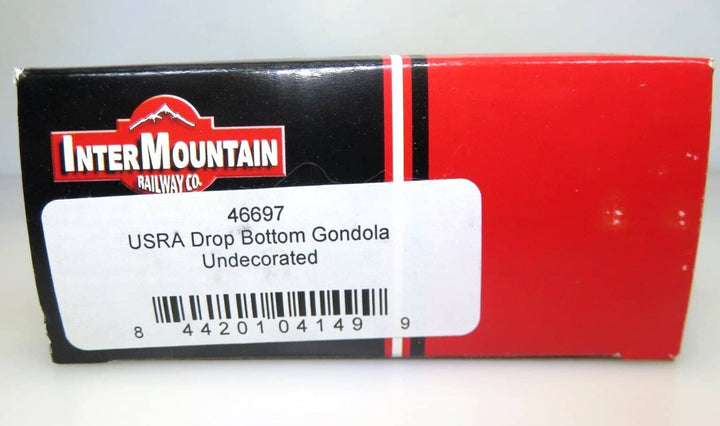 INTERMOUNTAIN
RAILWAY CO.
46697
USRA Drop Bottom Gondola
Undecorated
8 44201 04149 9